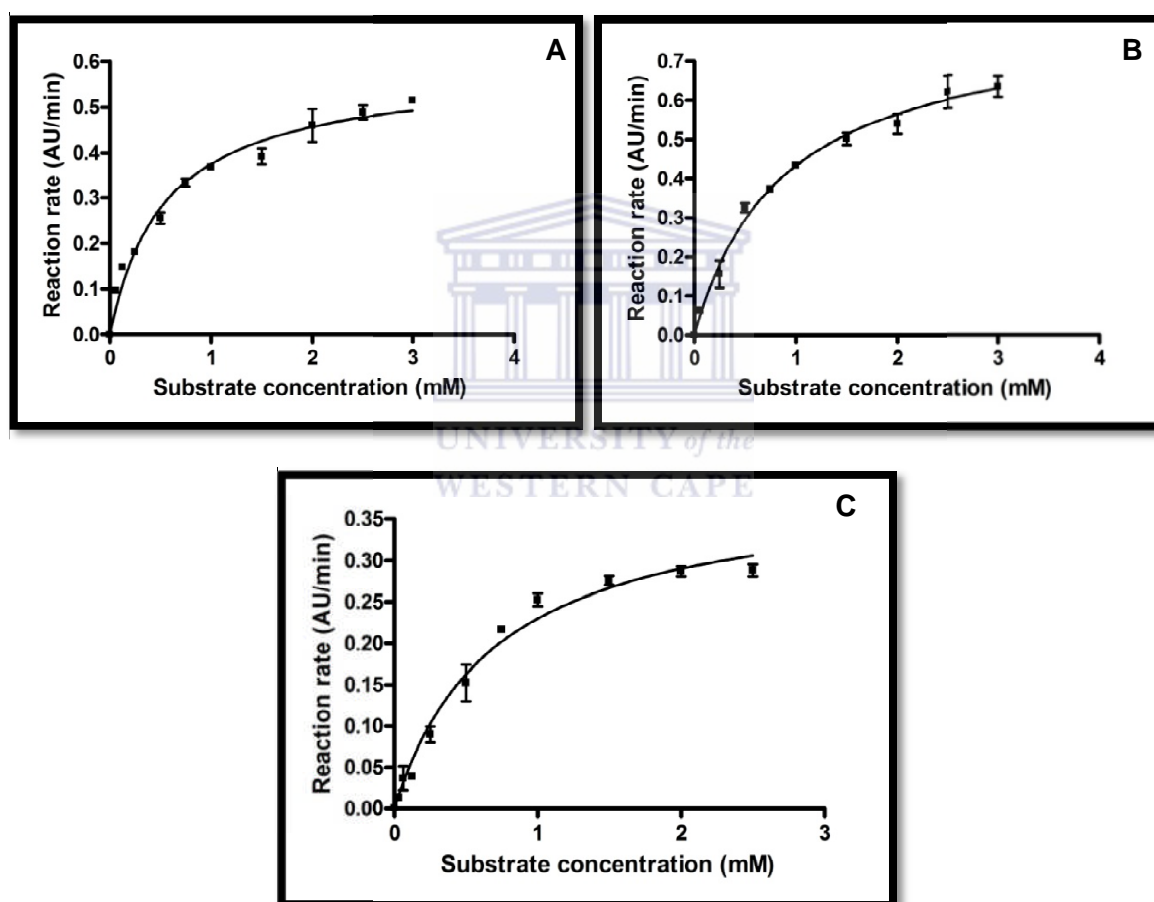 A
Reaction rate (AU/min)
0.6
0.5
0.4
0.3
0.2
0.1
0.0
0 1 2 3 4
Substrate concentration (mM)
B
Reaction rate (AU/min)
0.7
0.6
0.5
0.4
0.3
0.2
0.1
0.0
0 1 2 3 4
Substrate concentration (mM)
UNIVERSITY of the
WESTERN CAPE
C
Reaction rate (AU/min)
0.35
0.30
0.25
0.20
0.15
0.10
0.05
0.00
0 1 2 3
Substrate concentration (mM)